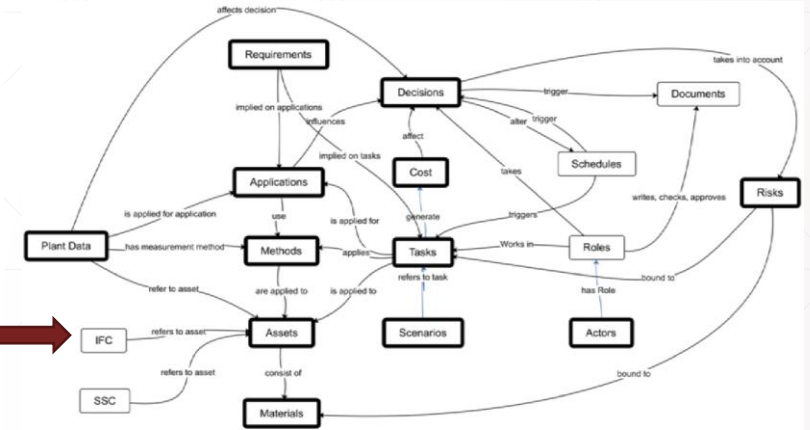 affects decision
Requirements
takes into account
Decisions
trigger
Documents
implied on applications
influences
alter
trigger
affect
implied on tasks
Schedules
Cost
Applications
takes
Risks
writes, checks, approves
is applied for application
use
is applied for
generate
triggers
Plant Data
has measurement method
Methods
applies
Tasks
Works in
Roles
refers to task
bound to
refer to asset
are applied to
is applied to
has Role
IFC
refers to asset
Assets
Scenarios
Actors
refers to asset
consist of
bound to
SSC
Materials